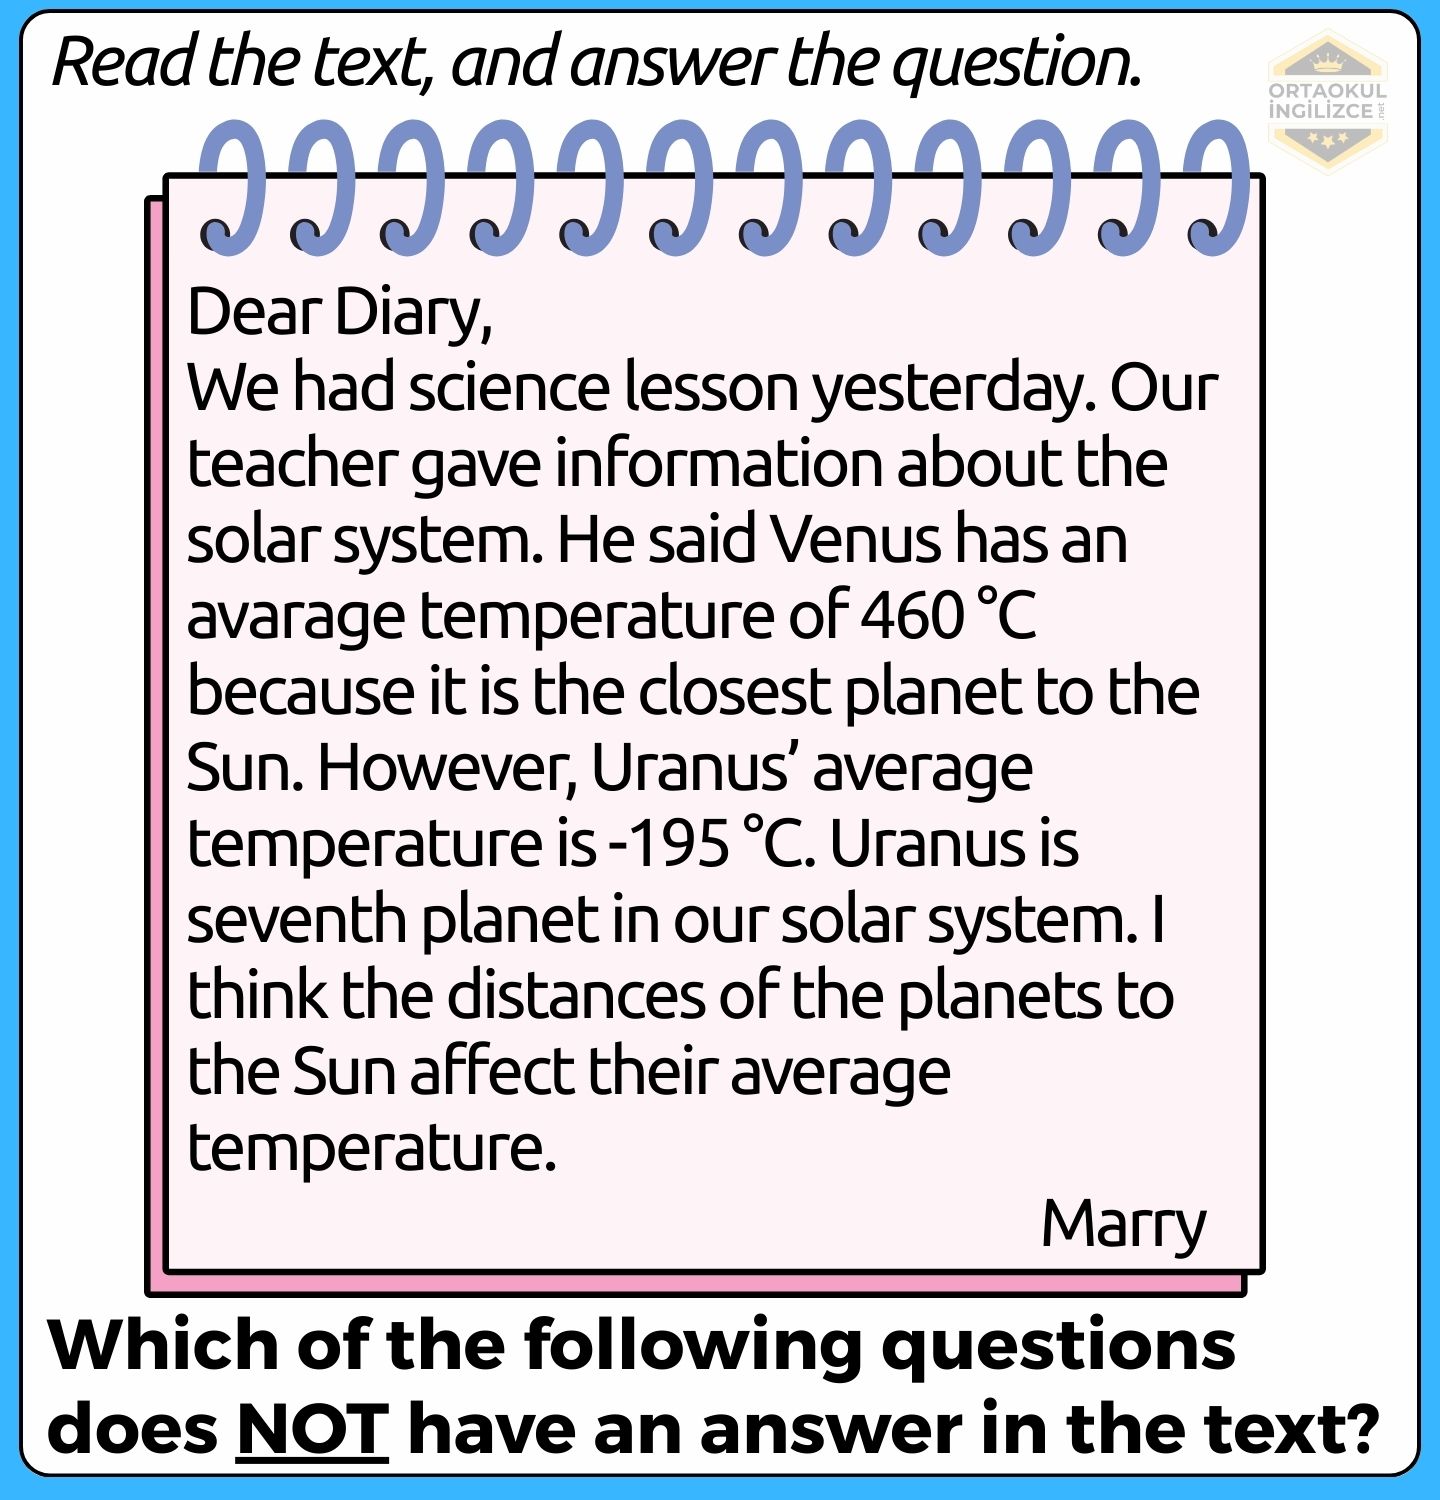 Read the text, and answer the question.
ORTAOKUL
İNGİLİZCE
.net
Dear Diary,
We had science lesson yesterday. Our
teacher gave information about the
solar system. He said Venus has an
avarage temperature of 460 °C
because it is the closest planet to the
Sun. However, Uranus’ average
temperature is -195 °C. Uranus is
seventh planet in our solar system. I
think the distances of the planets to
the Sun affect their average
temperature.
Marry
Which of the following questions
does NOT have an answer in the text?